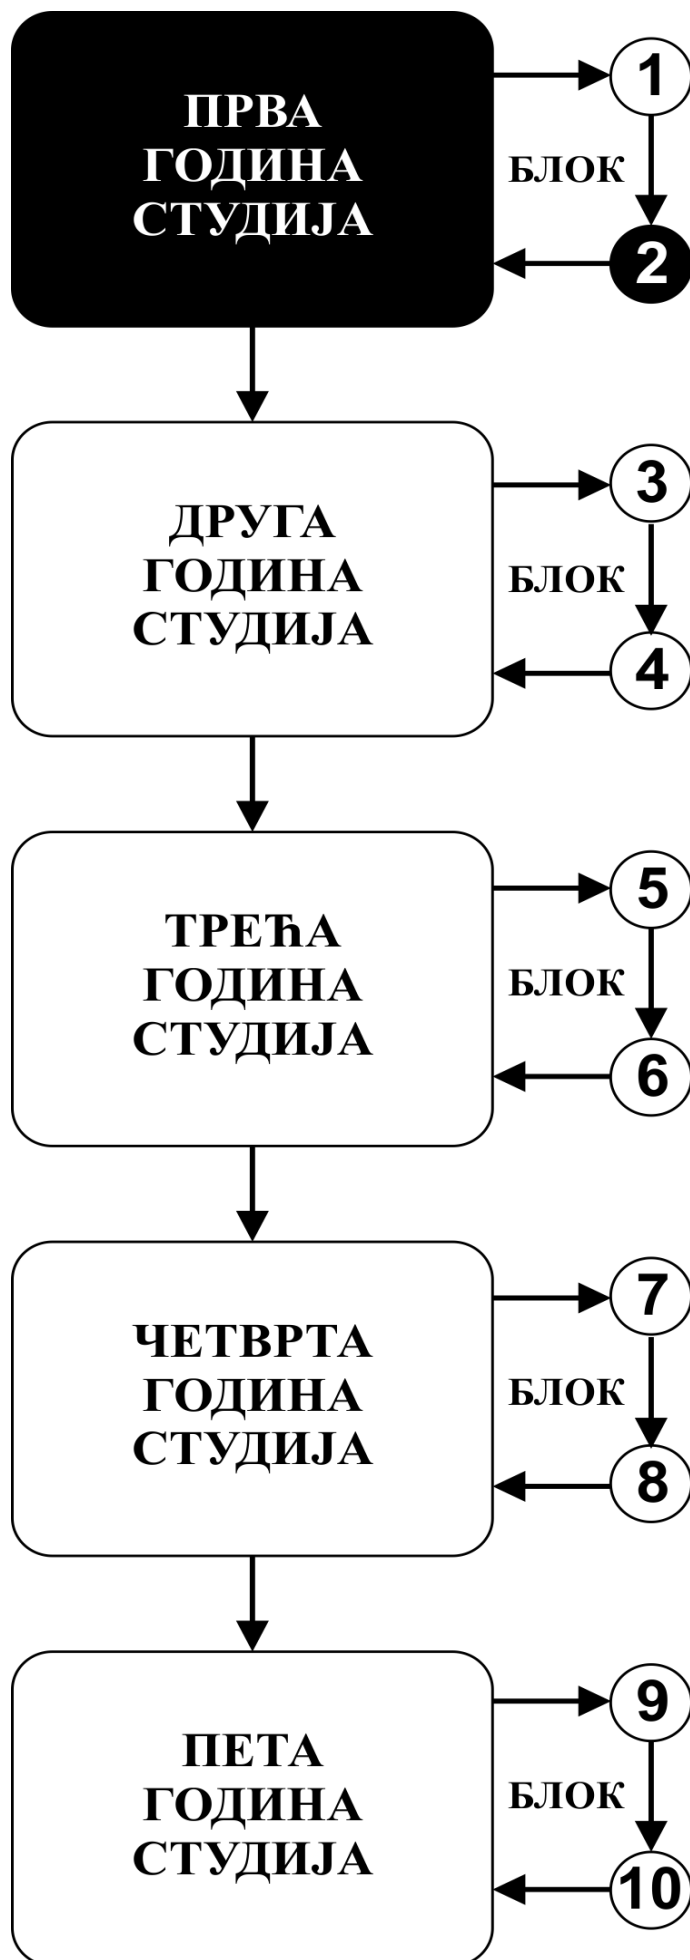 ПРВА
ГОДИНА
СТУДИЈА
1
БЛОК
2
ДРУГА
ГОДИНА
СТУДИЈА
3
БЛОК
4
ТРЕЋА
ГОДИНА
СТУДИЈА
5
БЛОК
6
ЧЕТВРТА
ГОДИНА
СТУДИЈА
7
БЛОК
8
ПЕТА
ГОДИНА
СТУДИЈА
9
БЛОК
10